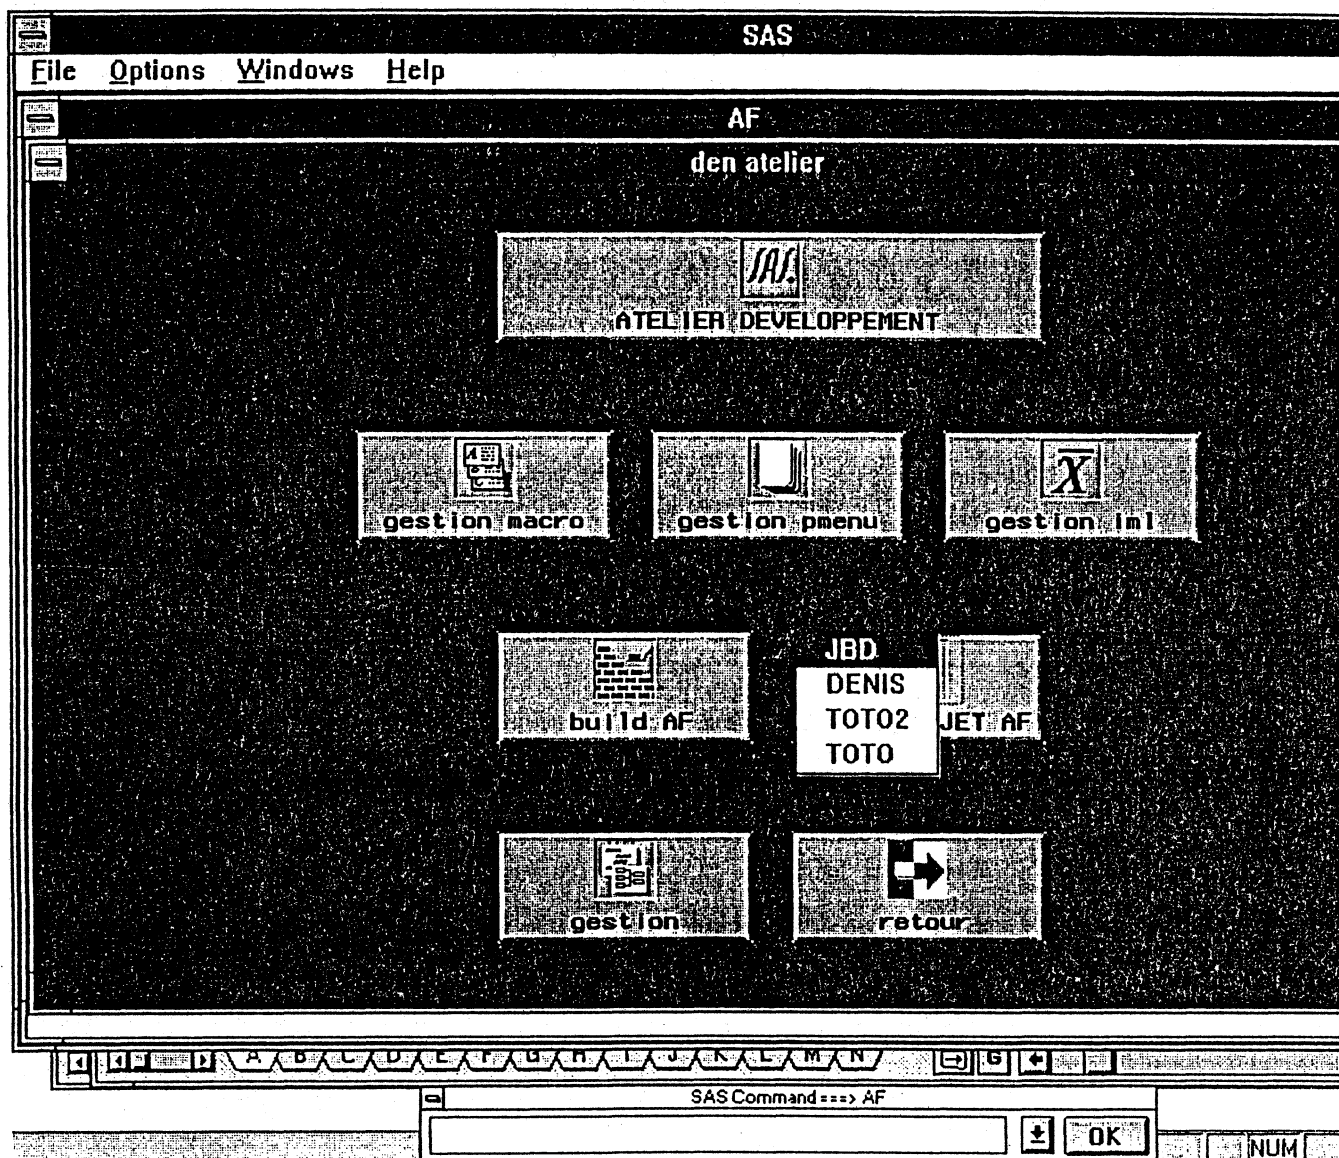 SAS
File Options Windows Help
AF
den atelier
SAS.
ATELIER DEVELOPPEMENT
gestion macro gestion pmenu gestion iml
X
build AF
JBD
DENIS
TOTO2
TOTO
JET AF
gestion retour
A B C D E F G H I J K L M N G
SAS Command ===> AF
OK
NUM